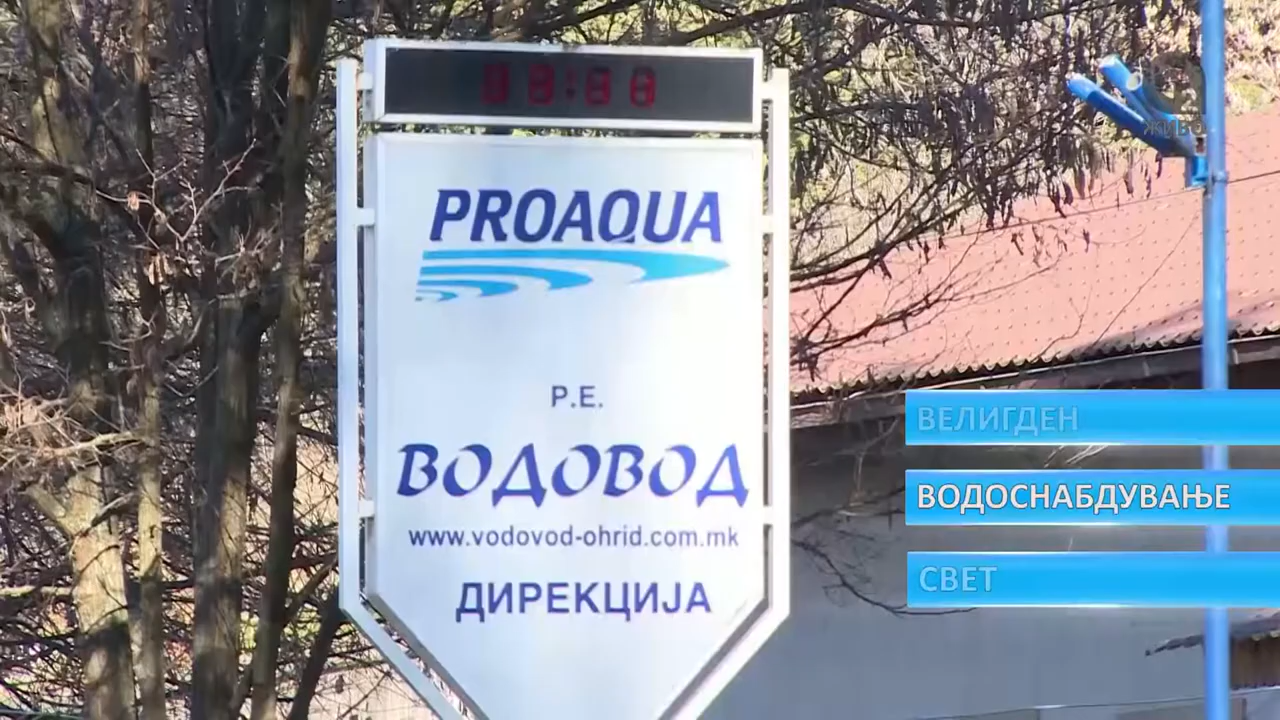 PROAQUA
P.E.
ВОДОВОД
www.vodovod-ohrid.com.mk
ДИРЕКЦИЈА
ВЕЛИГДЕН
ВОДОСНАБДУВАЊЕ
СВЕТ